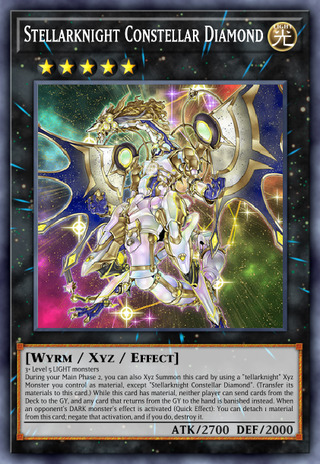 Stellarknight Constellar Diamond
LIGHT
光
[Wyrm / Xyz / Effect]
3+ Level 5 LIGHT monsters
During your Main Phase 2, you can also Xyz Summon this card by using a "tellarknight" Xyz
Monster you control as material, except "Stellarknight Constellar Diamond". (Transfer its
materials to this card.) While this card has material, neither player can send cards from the
Deck to the GY, and any card that returns from the GY to the hand is banished instead. When
an opponent's DARK monster's effect is activated (Quick Effect): You can detach 1 material
from this card; negate that activation, and if you do, destroy it.
ATK/2700 DEF/2000